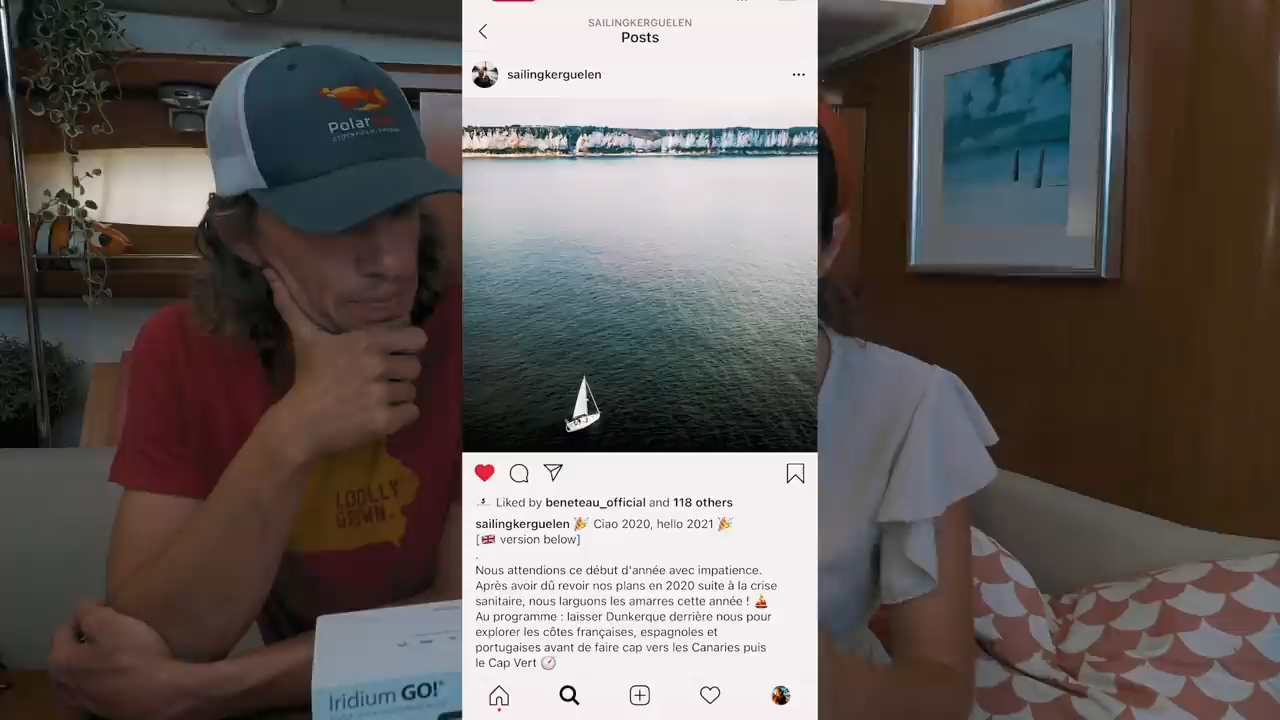 SAILINGKERGUELEN
Posts
sailingkerguelen
Polar
LOCLLY
GROWN.
Iridium GO!
Liked by beneteau_official and 118 others
sailingkerguelen 🎉 Ciao 2020, hello 2021 🎉
[🇬🇧 version below]
.
Nous attendions ce début d'année avec impatience.
Après avoir dû revoir nos plans en 2020 suite à la crise
sanitaire, nous larguons les amarres cette année ! ⛵
Au programme : laisser Dunkerque derrière nous pour
explorer les côtes françaises, espagnoles et
portugaises avant de faire cap vers les Canaries puis
le Cap Vert 🧭